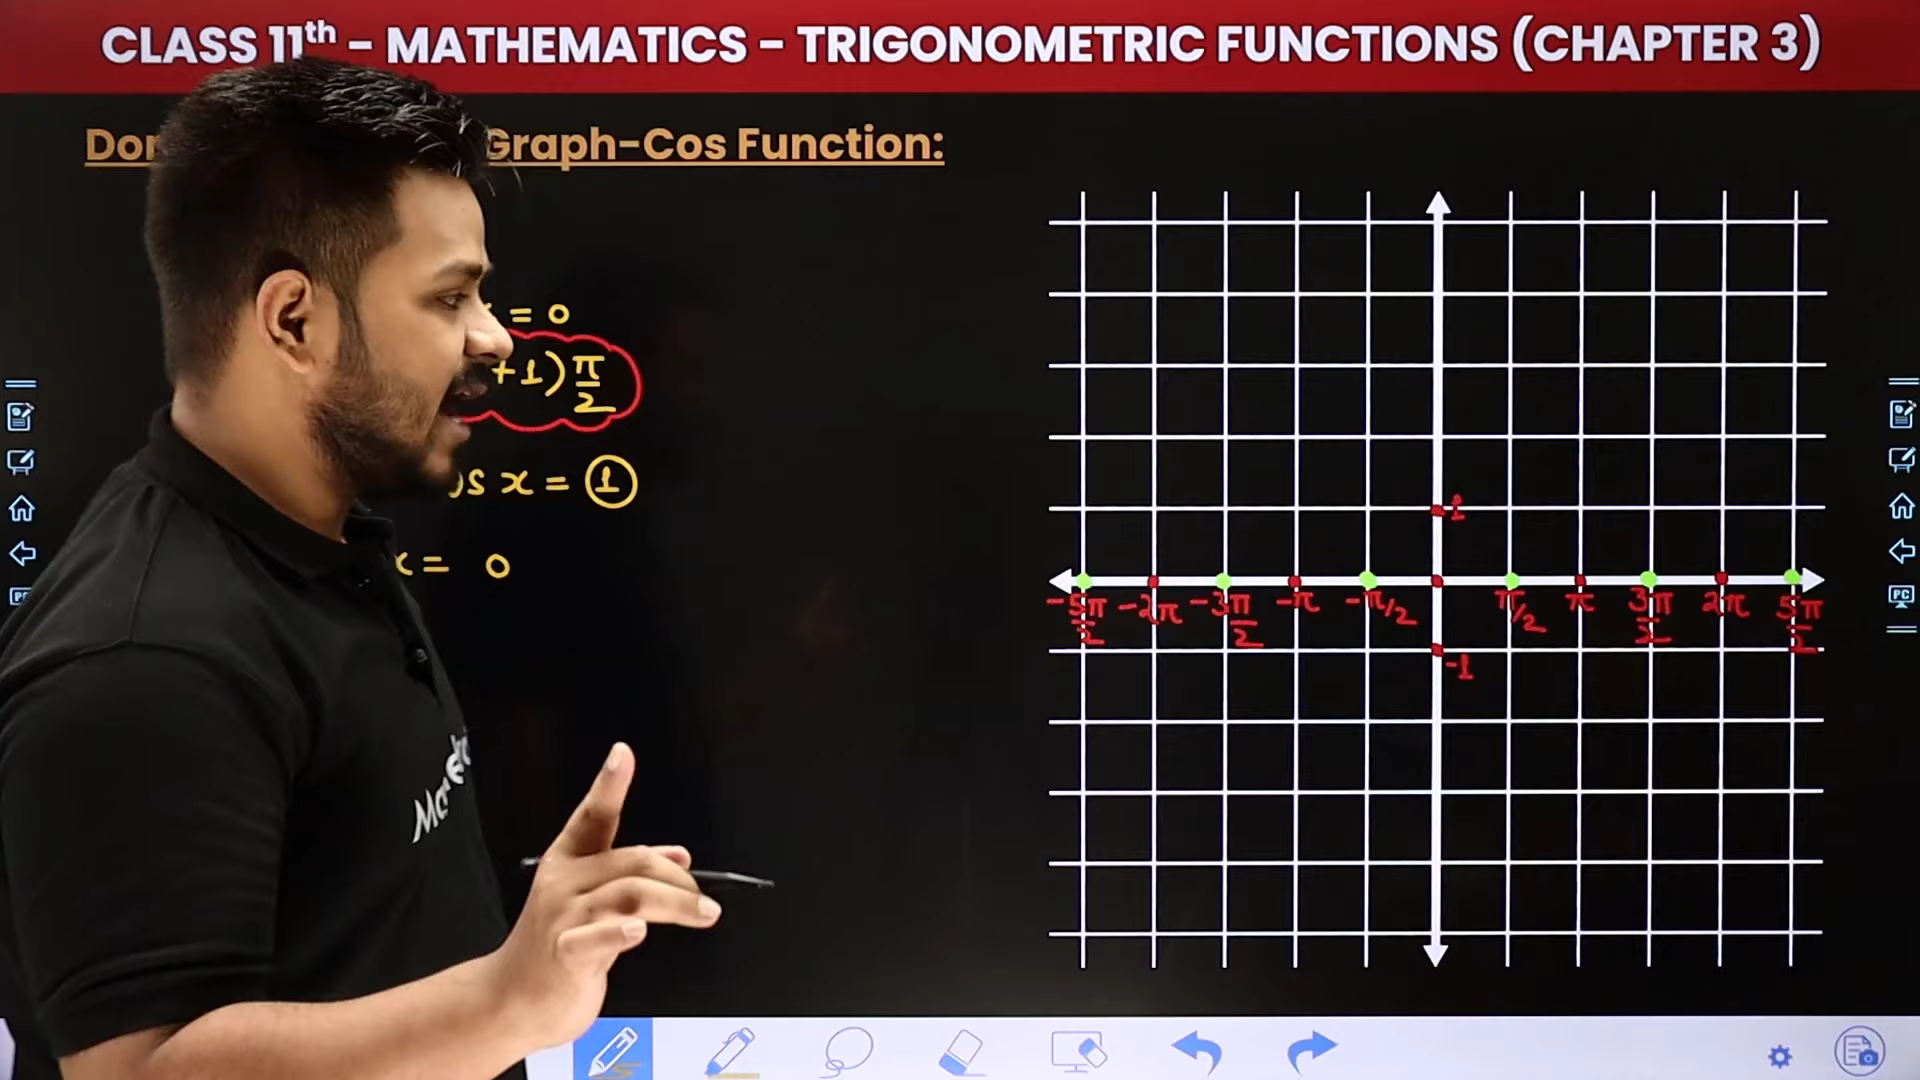 CLASS 11th - MATHEMATICS - TRIGONOMETRIC FUNCTIONS (CHAPTER 3)
Graph-Cos Function:
= 0
+1) π/2
x = 1
x = 0
1
-5π/2 -2π -3π/2 -π -π/2 π/2 π 3π/2 2π 5π/2
-1
PC